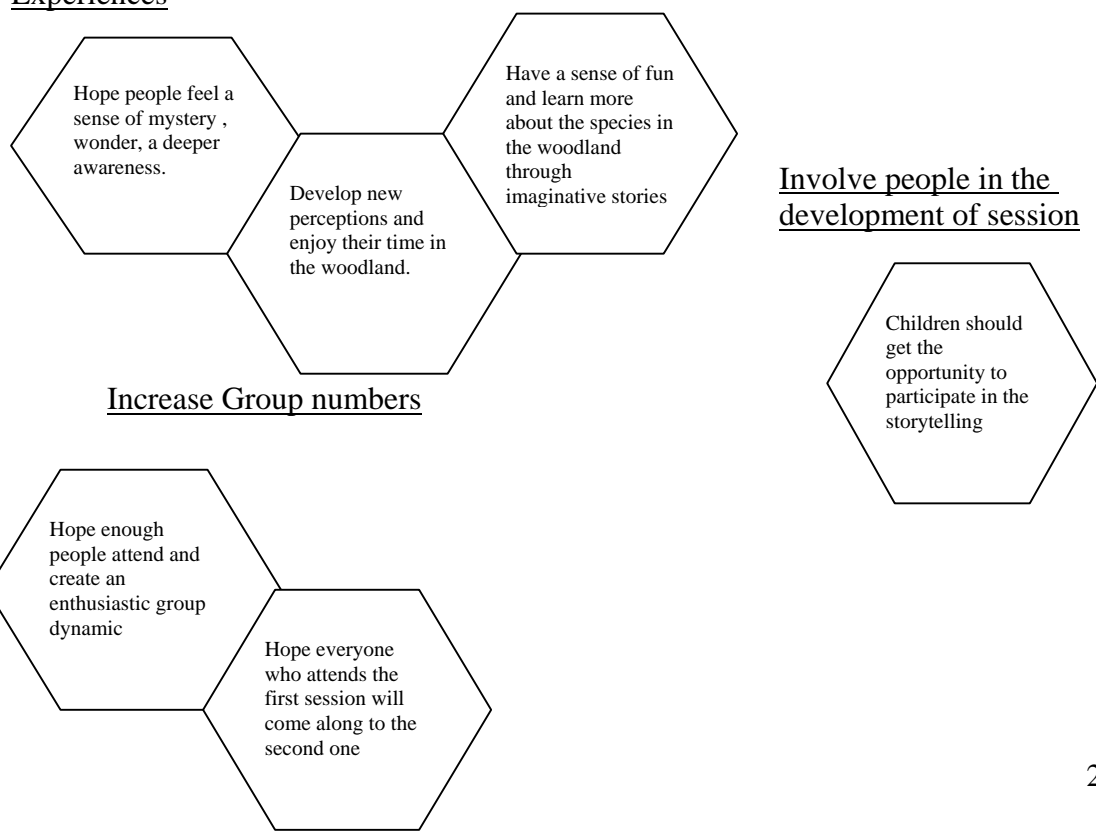 Experiences
Hope people feel a
sense of mystery ,
wonder, a deeper
awareness.
Develop new
perceptions and
enjoy their time in
the woodland.
Have a sense of fun
and learn more
about the species in
the woodland
through
imaginative stories
Involve people in the
development of session
Children should
get the
opportunity to
participate in the
storytelling
Increase Group numbers
Hope enough
people attend and
create an
enthusiastic group
dynamic
Hope everyone
who attends the
first session will
come along to the
second one
2